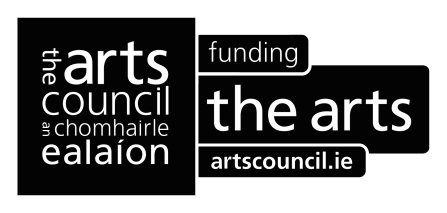 the arts
council
an chomhairle
ealaíon
funding
the arts
artscouncil.ie